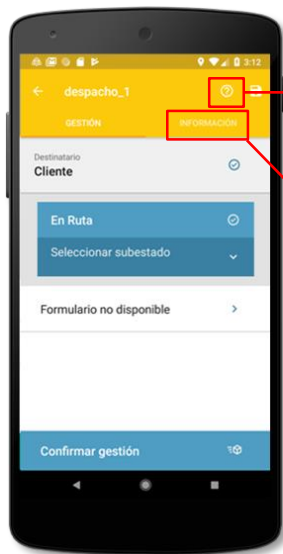 3:12
despacho_1
GESTIÓN
INFORMACIÓN
Destinatario
Cliente
En Ruta
Seleccionar subestado
Formulario no disponible
Confirmar gestión